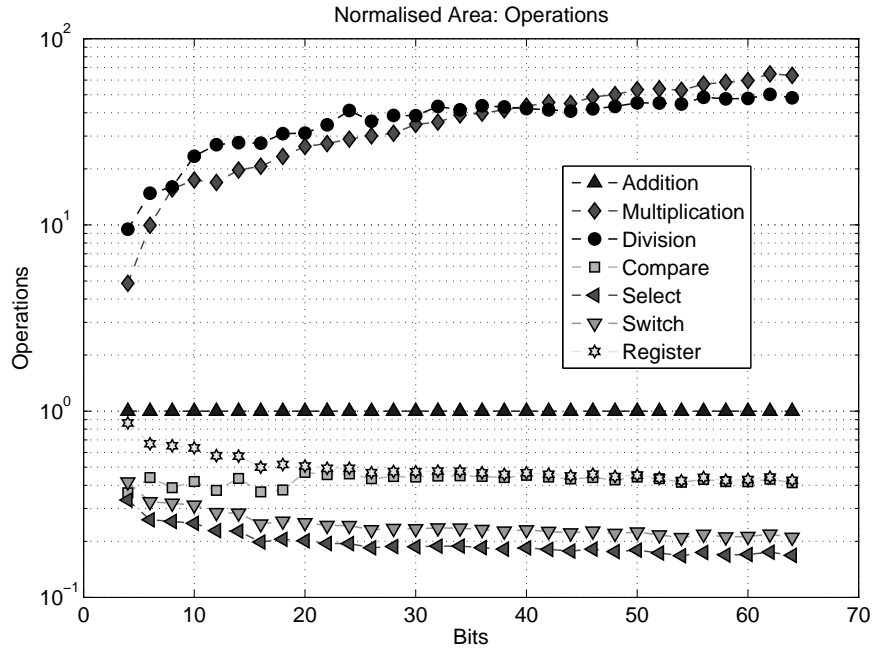 Normalised Area: Operations
10^2
10^1
10^0
10^-1
Operations
Addition
Multiplication
Division
Compare
Select
Switch
Register
0 10 20 30 40 50 60 70
Bits